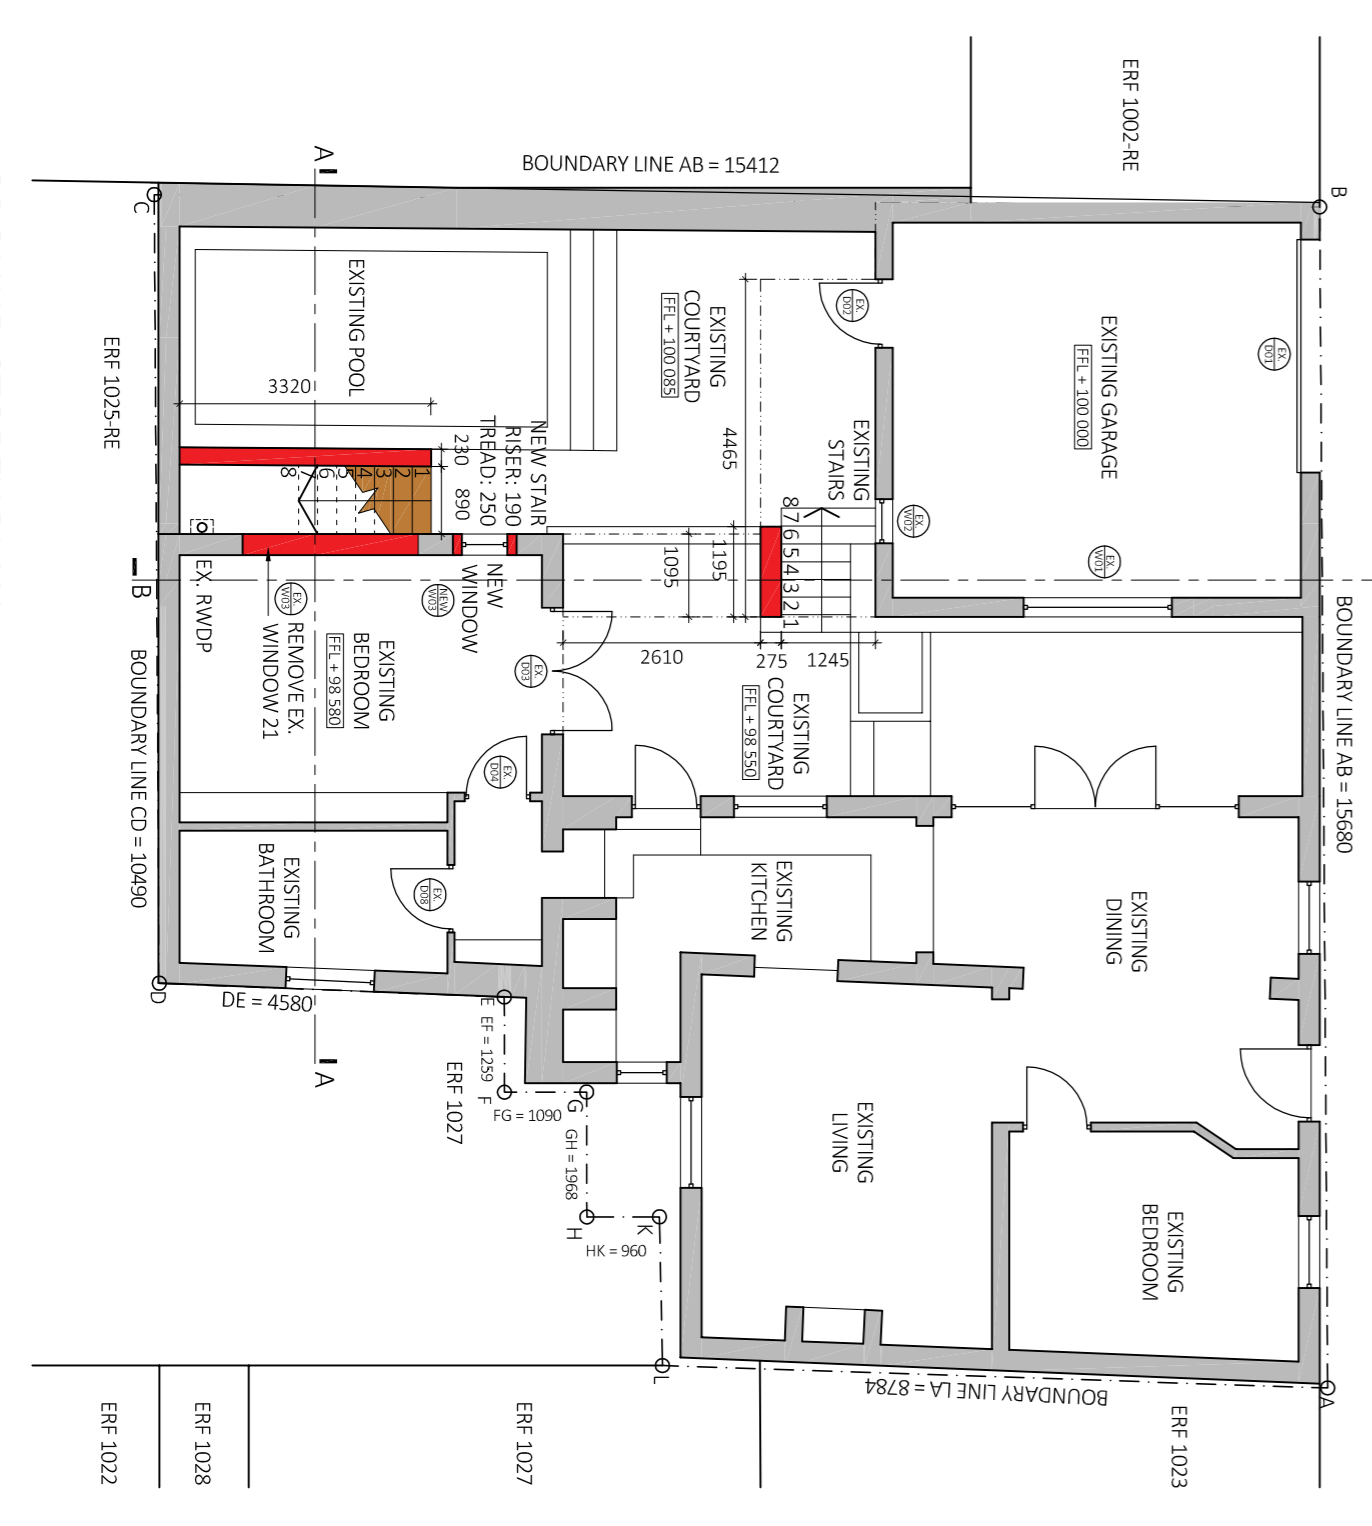 ERF 1002-RE
B
BOUNDARY LINE AB = 15412
A
C
EXISTING POOL
3320
ERF 1025-RE
EXISTING
COURTYARD
FFL + 100 085
EX.
D02
EXISTING GARAGE
FFL + 100 000
EX.
D01
4465
EXISTING
STAIRS
EX.
W02
EX.
W01
NEW STAIR
RISER: 190
TREAD: 250
230
890
1
2
3
4
5
6
7
8
8
7
6
5
4
3
2
1
1195
1095
B
EX. RWDP
EX.
W03
REMOVE EX.
WINDOW 21
NEW
W03
NEW
WINDOW
EXISTING
BEDROOM
FFL + 98 580
EX.
D03
2610
275
1245
EXISTING
COURTYARD
FFL + 98 550
BOUNDARY LINE AB = 15680
BOUNDARY LINE CD = 10490
EX.
D04
EXISTING
BATHROOM
EX.
D08
EXISTING
KITCHEN
EXISTING
DINING
D
DE = 4580
E
EF = 1259
F
FG = 1090
G
GH = 1968
H
HK = 960
K
L
A
ERF 1027
EXISTING
LIVING
EXISTING
BEDROOM
BOUNDARY LINE LA = 8784
A
ERF 1022
ERF 1028
ERF 1027
ERF 1023